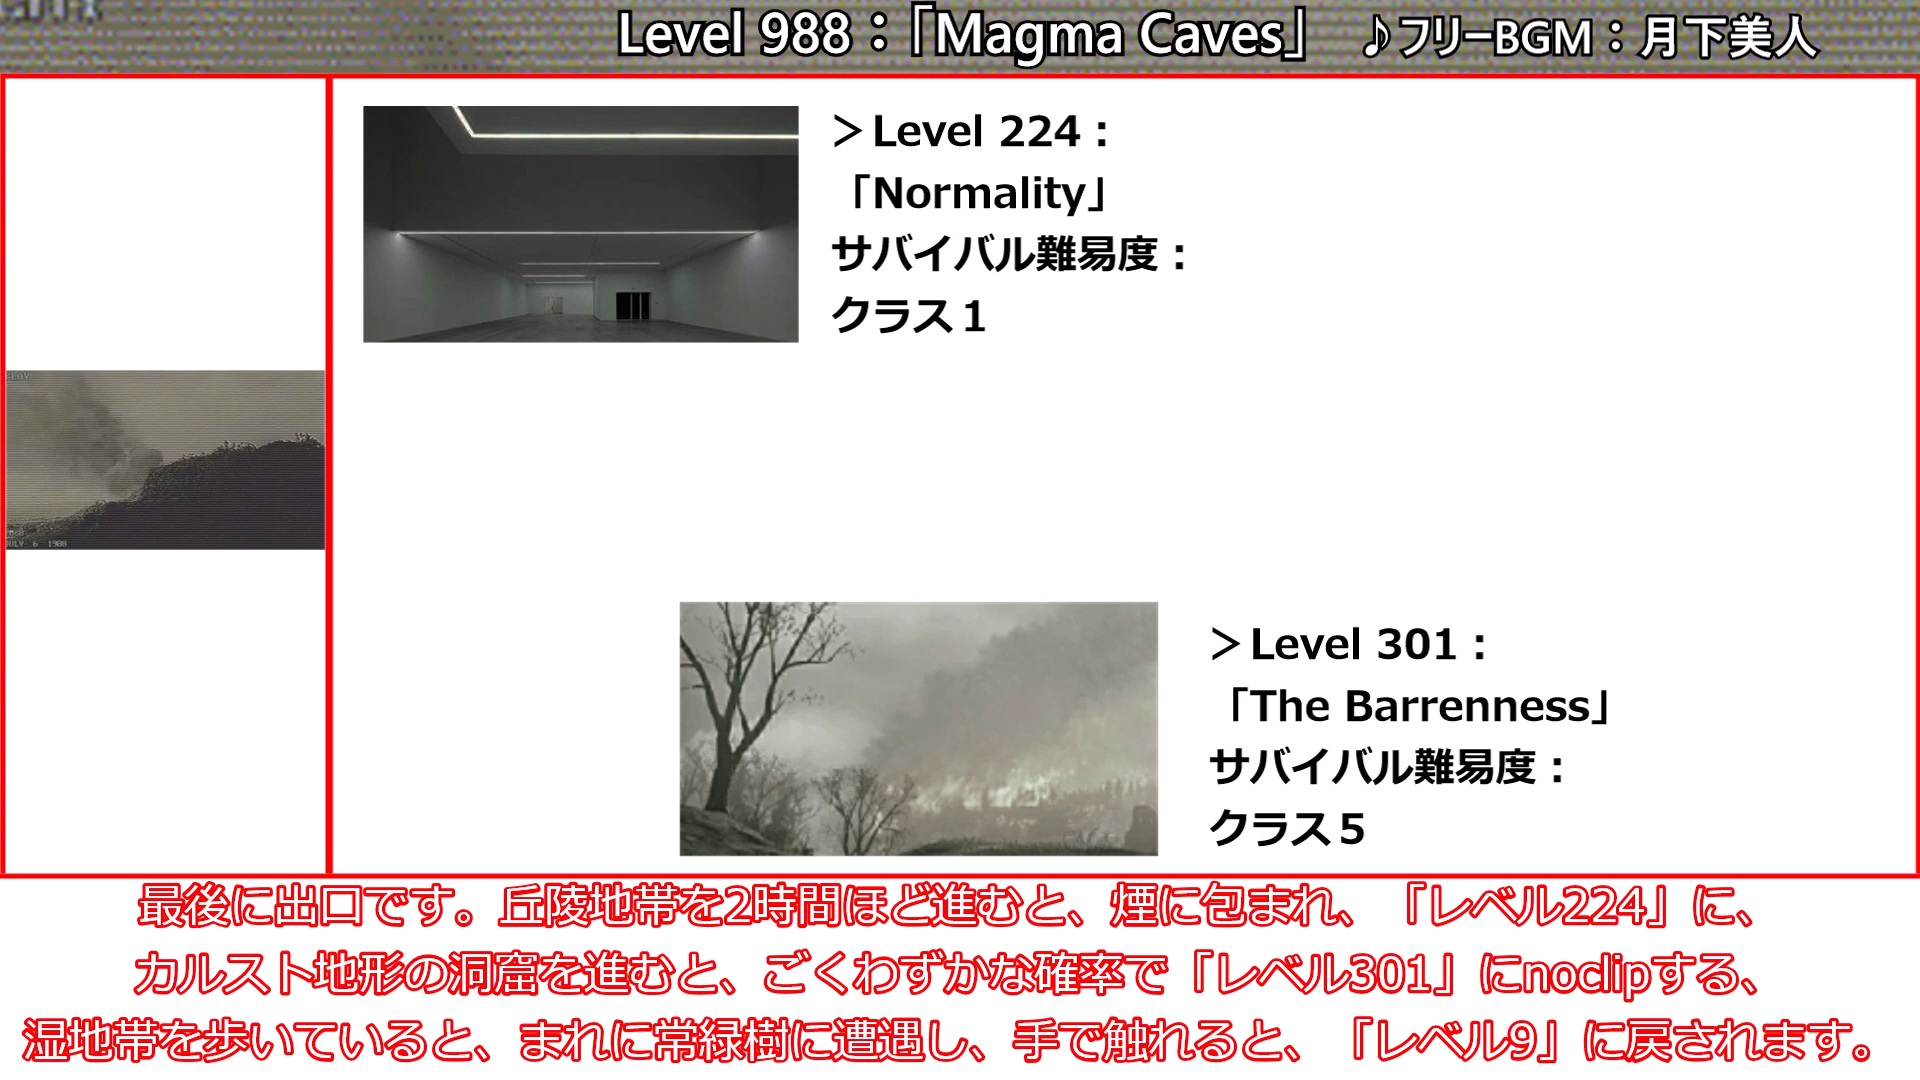 Level 988：「Magma Caves」　♪フリーBGM：月下美人
JULY 6 1988
＞Level 224：
「Normality」
サバイバル難易度：
クラス１
＞Level 301：
「The Barrenness」
サバイバル難易度：
クラス５
最後に出口です。丘陵地帯を2時間ほど進むと、煙に包まれ、「レベル224」に、
カルスト地形の洞窟を進むと、ごくわずかな確率で「レベル301」にnoclipする、
湿地帯を歩いていると、まれに常緑樹に遭遇し、手で触れると、「レベル9」に戻されます。